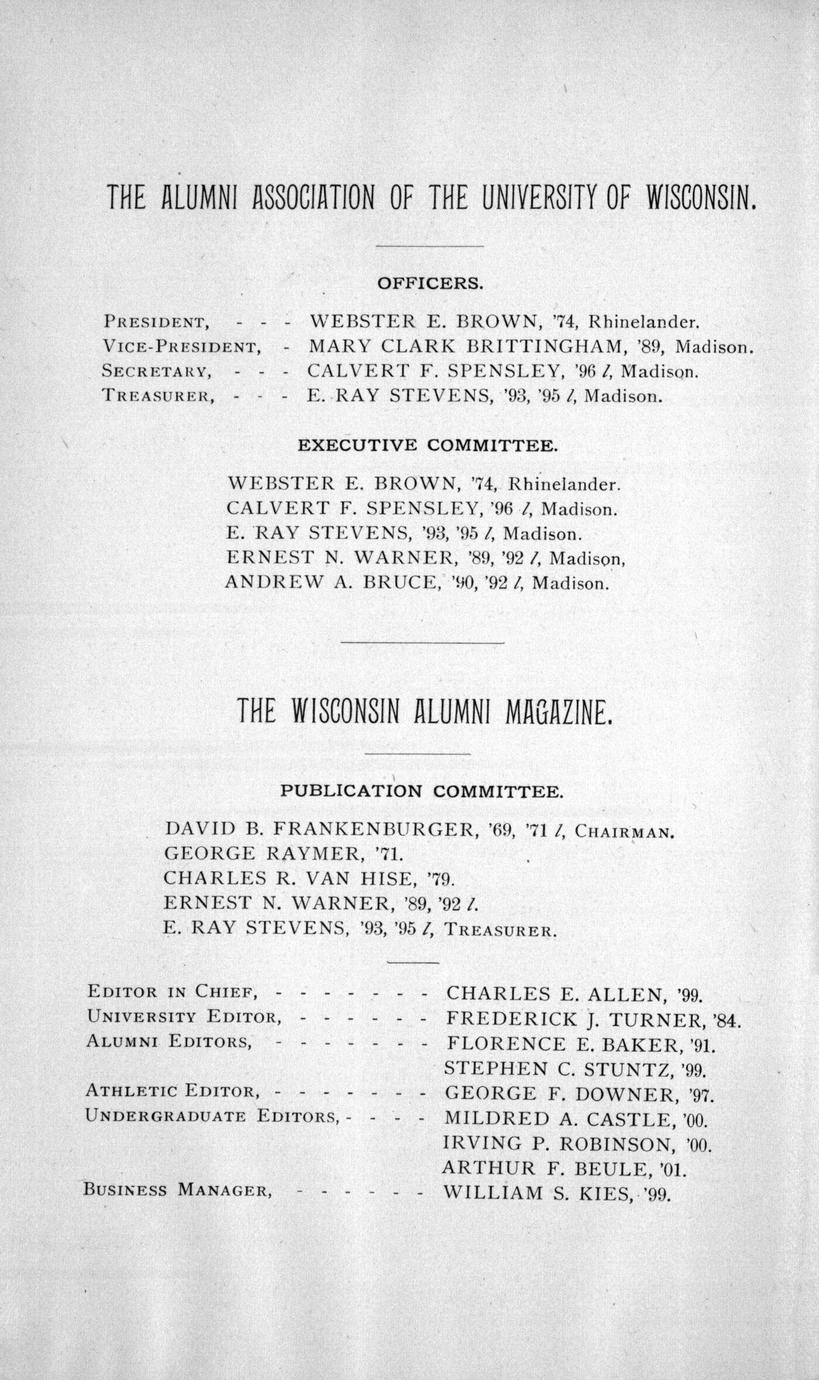 THE ALUMNI ASSOCIATION OF THE UNIVERSITY OF WISCONSIN.
OFFICERS.
PRESIDENT, - - - WEBSTER E. BROWN, '74, Rhinelander.
VICE-PRESIDENT, - MARY CLARK BRITTINGHAM, '89, Madison.
SECRETARY, - - - CALVERT F. SPENSLEY, '96 l, Madison.
TREASURER, - - - E. RAY STEVENS, '93, '95 l, Madison.
EXECUTIVE COMMITTEE.
WEBSTER E. BROWN, '74, Rhinelander.
CALVERT F. SPENSLEY, '96 l, Madison.
E. RAY STEVENS, '93, '95 l, Madison.
ERNEST N. WARNER, '89, '92 l, Madison,
ANDREW A. BRUCE, '90, '92 l, Madison.
THE WISCONSIN ALUMNI MAGAZINE.
PUBLICATION COMMITTEE.
DAVID B. FRANKENBURGER, '69, '71 l, CHAIRMAN.
GEORGE RAYMER, '71.
CHARLES R. VAN HISE, '79.
ERNEST N. WARNER, '89, '92 l.
E. RAY STEVENS, '93, '95 l, TREASURER.
EDITOR IN CHIEF, - - - - - - - CHARLES E. ALLEN, '99.
UNIVERSITY EDITOR, - - - - - - FREDERICK J. TURNER, '84.
ALUMNI EDITORS, - - - - - - - FLORENCE E. BAKER, '91.
STEPHEN C. STUNTZ, '99.
ATHLETIC EDITOR, - - - - - - - GEORGE F. DOWNER, '97.
UNDERGRADUATE EDITORS, - - - - MILDRED A. CASTLE, '00.
IRVING P. ROBINSON, '00.
ARTHUR F. BEULE, '01.
BUSINESS MANAGER, - - - - - - WILLIAM S. KIES, '99.